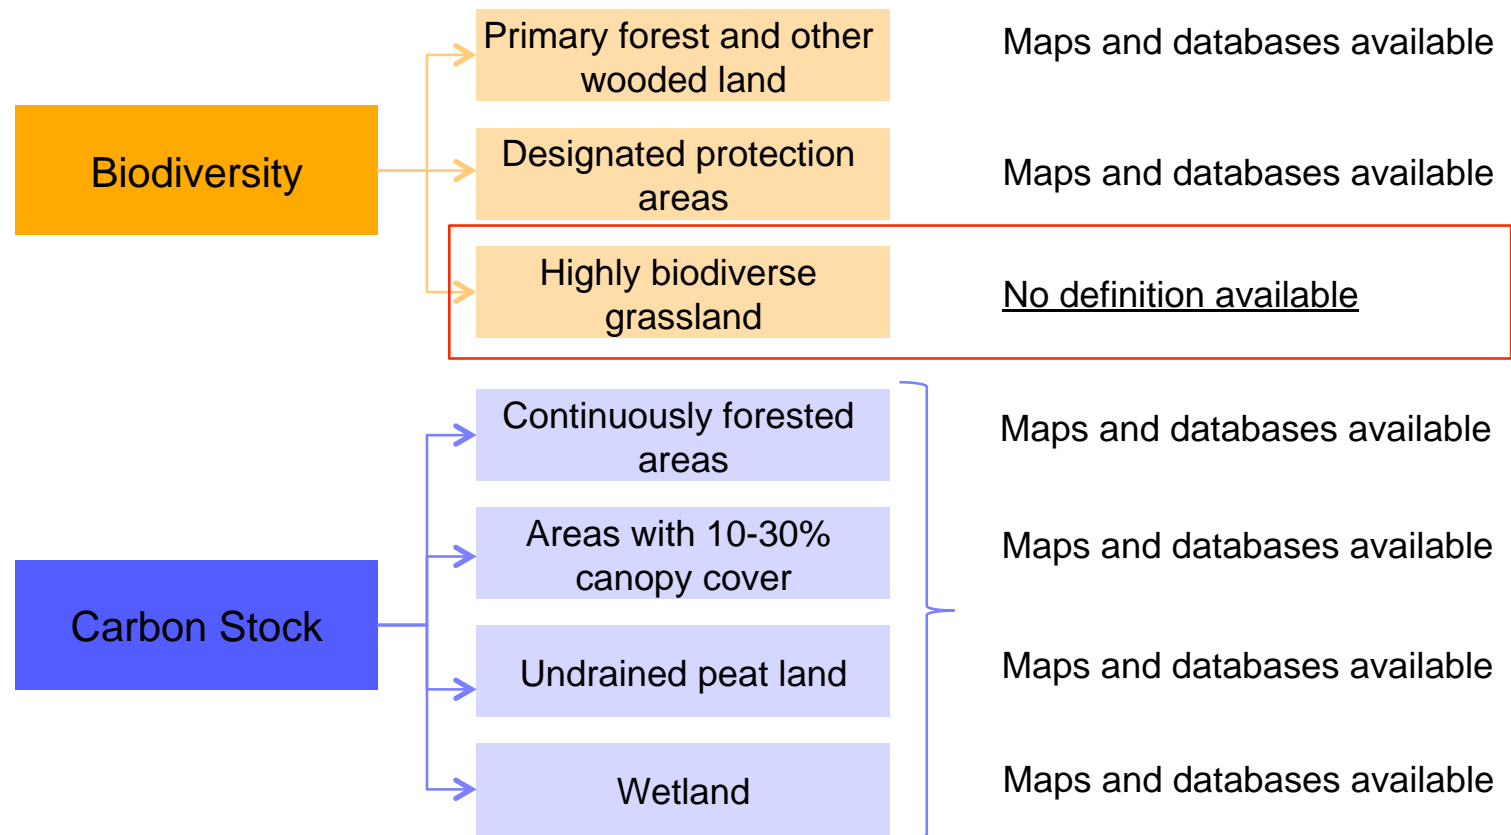 Primary forest and other
wooded land
Maps and databases available
Biodiversity
Designated protection
areas
Maps and databases available
Highly biodiverse
grassland
No definition available
Continuously forested
areas
Maps and databases available
Areas with 10-30%
canopy cover
Maps and databases available
Carbon Stock
Undrained peat land
Maps and databases available
Wetland
Maps and databases available